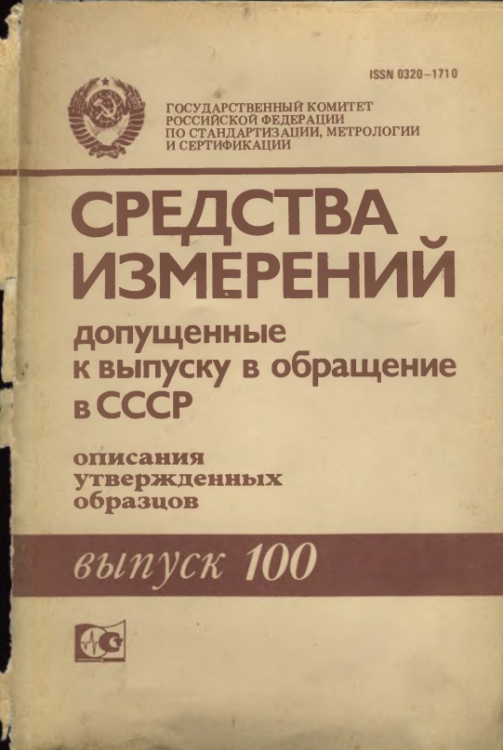 ISSN 0320-1710
ГОСУДАРСТВЕННЫЙ КОМИТЕТ
РОССИЙСКОЙ ФЕДЕРАЦИИ
ПО СТАНДАРТИЗАЦИИ, МЕТРОЛОГИИ
И СЕРТИФИКАЦИИ
СРЕДСТВА
ИЗМЕРЕНИЙ
допущенные
к выпуску в обращение
в СССР
описания
утвержденных
образцов
выпуск 100